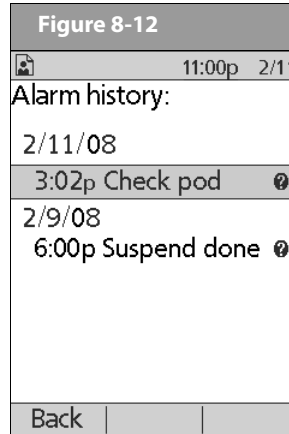 Figure 8-12
11:00p 2/1
Alarm history:
2/11/08
3:02p Check pod ?
2/9/08
6:00p Suspend done ?
Back